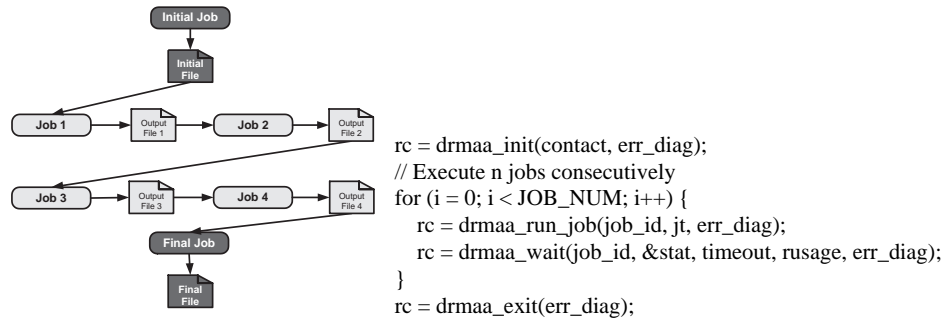 Initial Job
Initial
File
Job 1
Output
File 1
Job 2
Output
File 2
Job 3
Output
File 3
Job 4
Output
File 4
Final Job
Final
File
rc = drmaa_init(contact, err_diag);
// Execute n jobs consecutively
for (i = 0; i < JOB_NUM; i++) {
rc = drmaa_run_job(job_id, jt, err_diag);
rc = drmaa_wait(job_id, &stat, timeout, rusage, err_diag);
}
rc = drmaa_exit(err_diag);